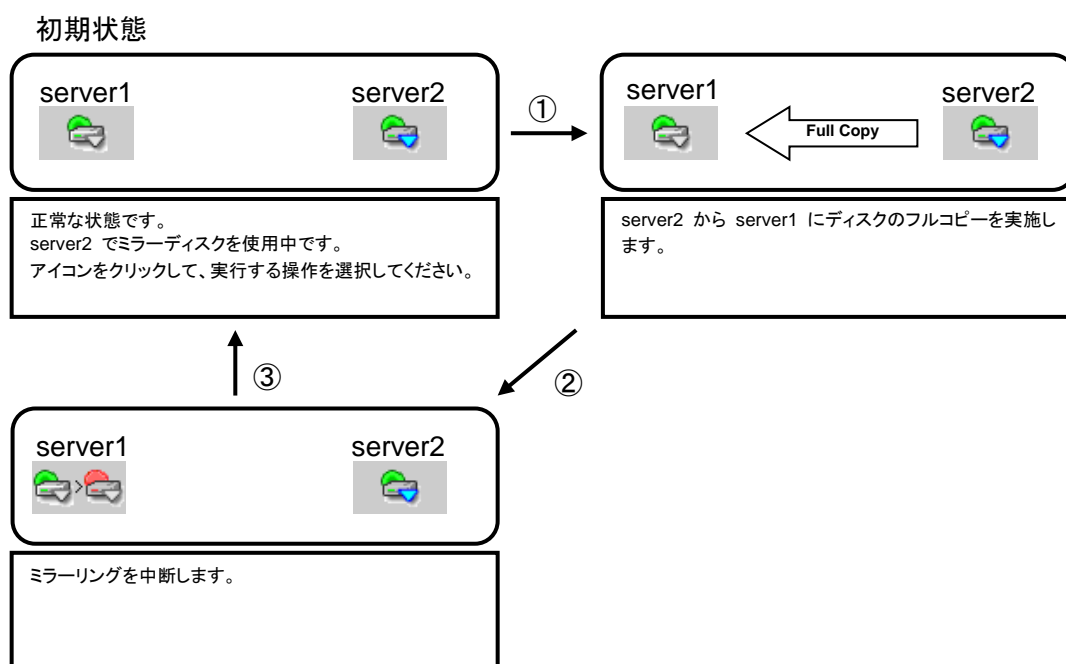 初期状態
server1
server2
①
server1
Full Copy
server2
正常な状態です。
server2 でミラーディスクを使用中です。
アイコンをクリックして、実行する操作を選択してください。
server2 から server1 にディスクのフルコピーを実施し
ます。
③
②
server1
>
server2
ミラーリングを中断します。